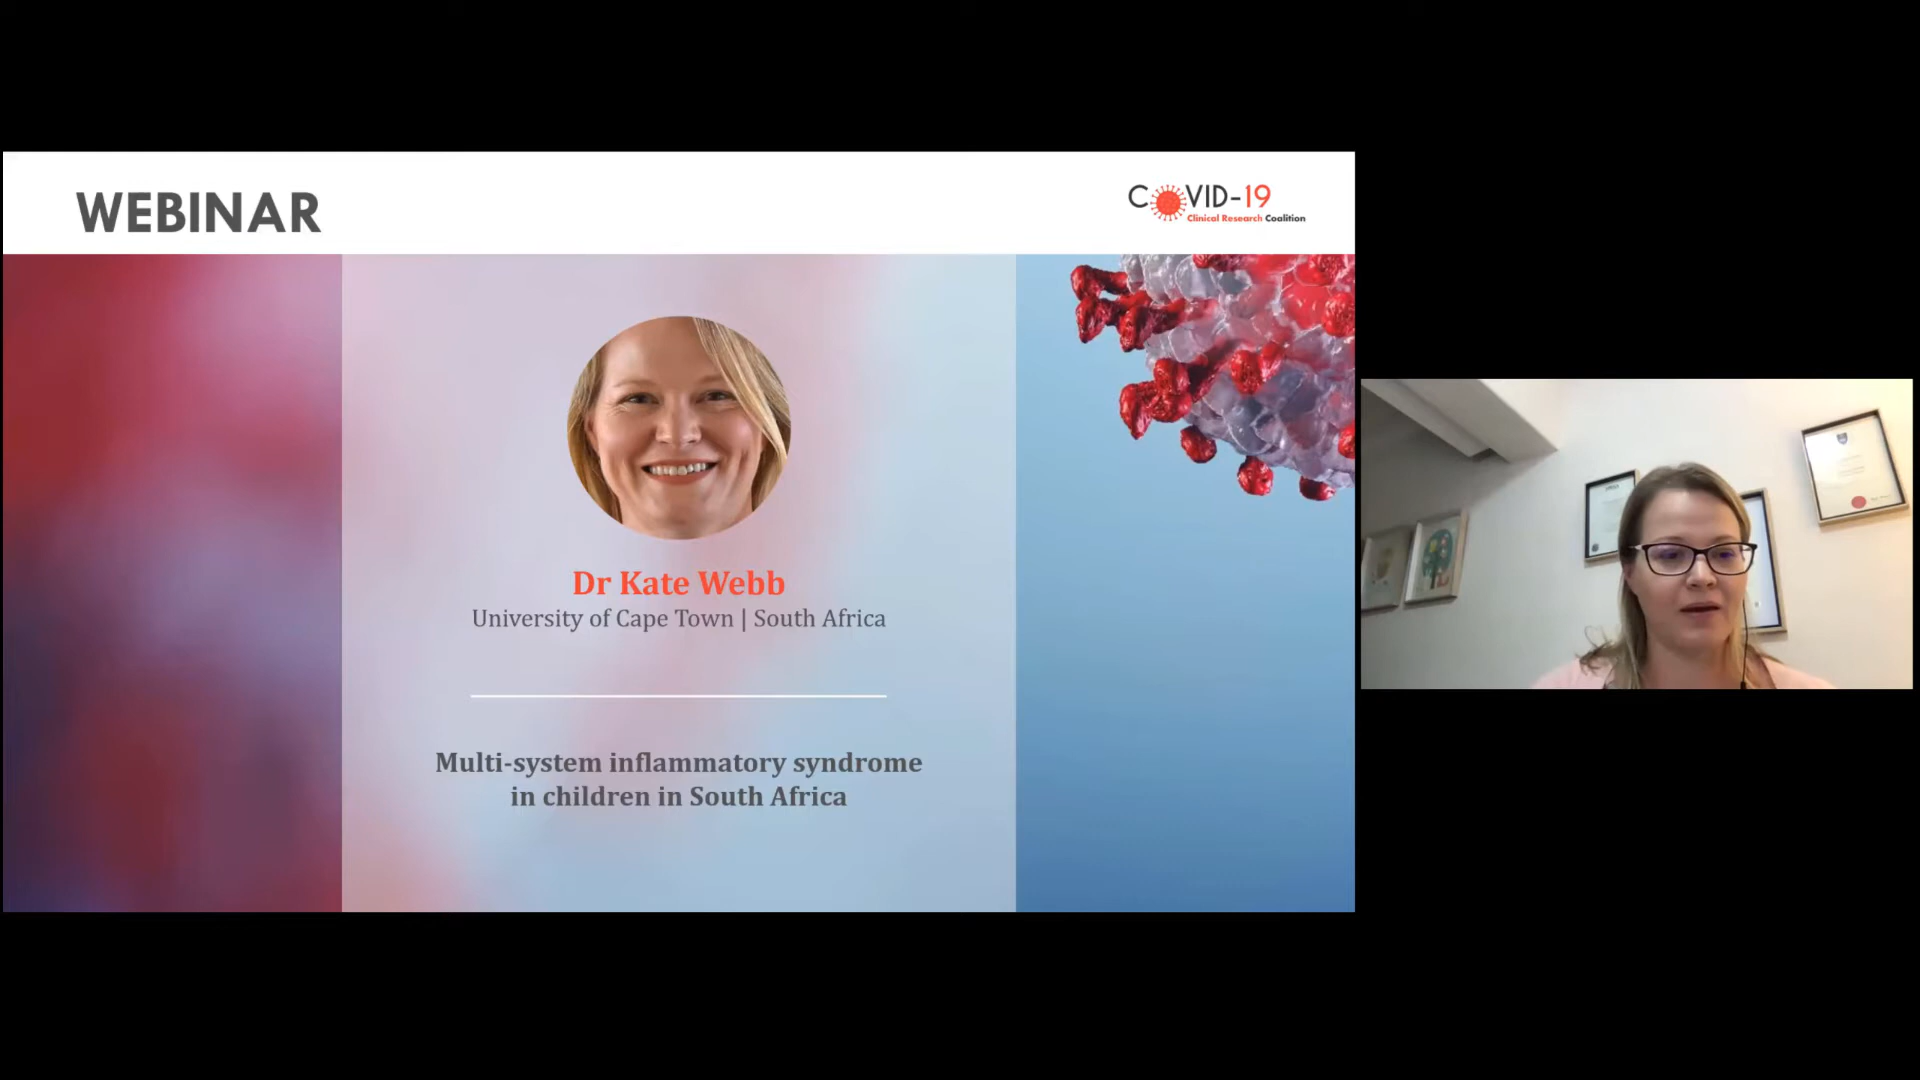 WEBINAR
COVID-19
Clinical Research Coalition
Dr Kate Webb
University of Cape Town | South Africa
Multi-system inflammatory syndrome
in children in South Africa